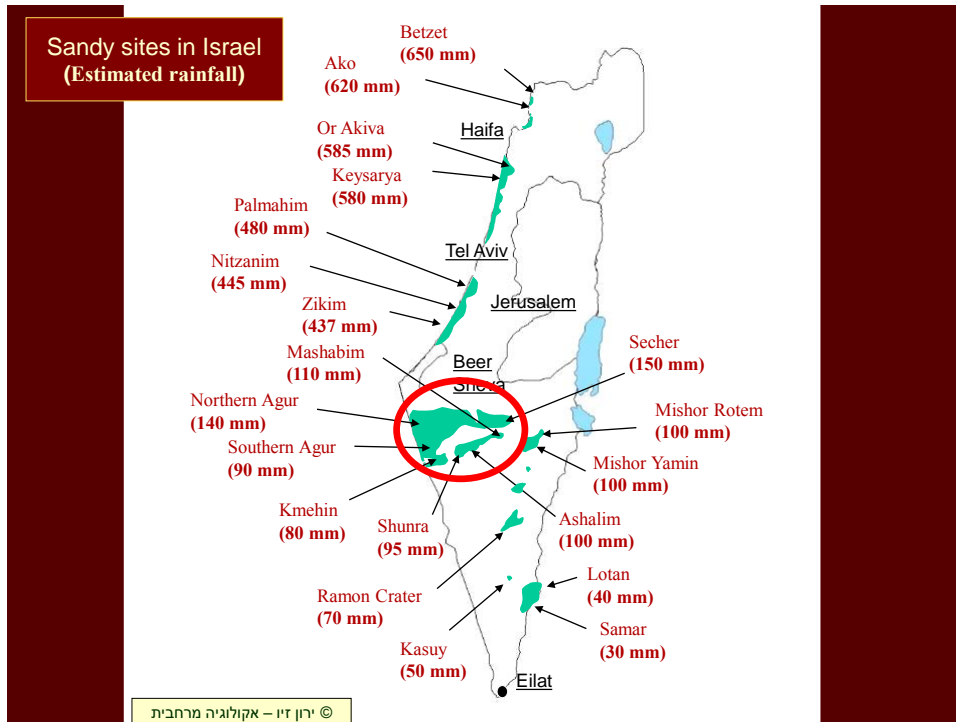 Sandy sites in Israel
(Estimated rainfall)
Betzet
(650 mm)
Ako
(620 mm)
Haifa
Or Akiva
(585 mm)
Keysarya
(580 mm)
Palmahim
(480 mm)
Tel Aviv
Nitzanim
(445 mm)
Jerusalem
Zikim
(437 mm)
Mashabim
(110 mm)
Beer
Sheva
Secher
(150 mm)
Northern Agur
(140 mm)
Mishor Rotem
(100 mm)
Southern Agur
(90 mm)
Mishor Yamin
(100 mm)
Kmehin
(80 mm)
Shunra
(95 mm)
Ashalim
(100 mm)
Ramon Crater
(70 mm)
Lotan
(40 mm)
Samar
(30 mm)
Kasuy
(50 mm)
Eilat
© ירון זיו – אקולוגיה מרחבית